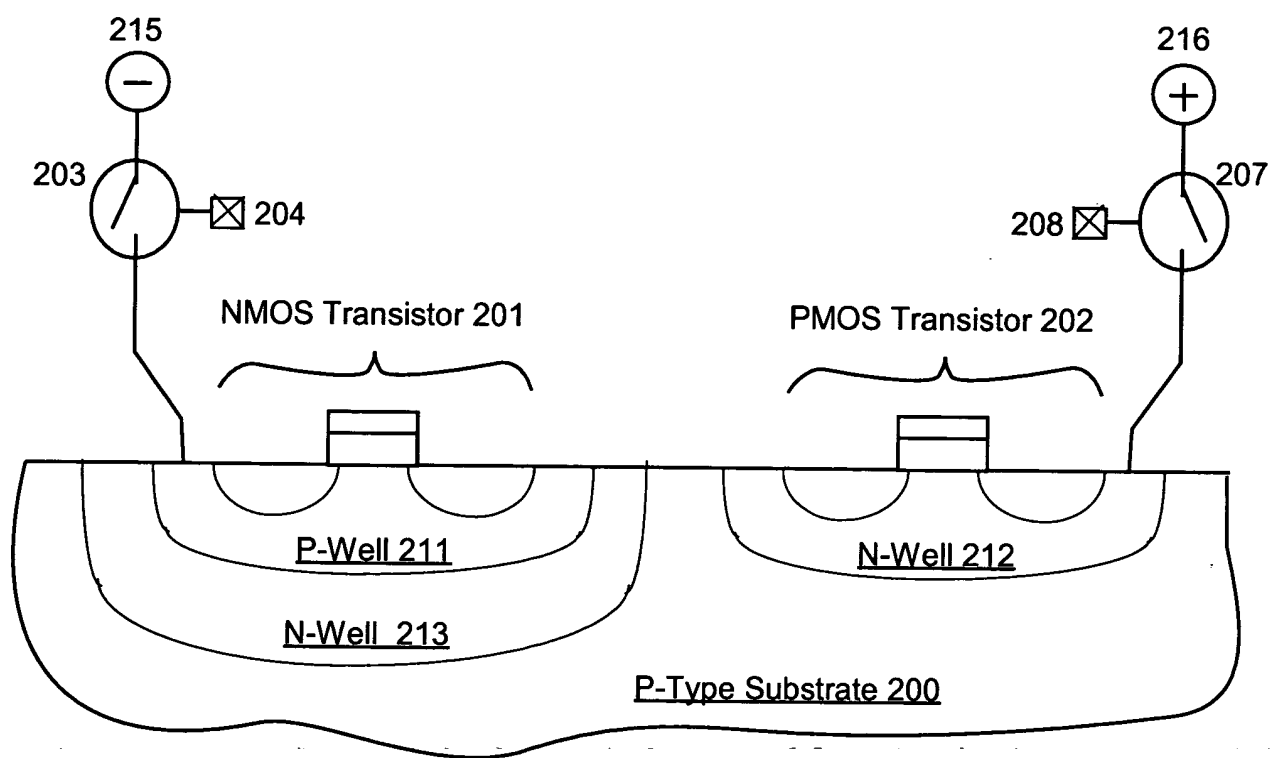 215
216
−
+
203
204
208
207
NMOS Transistor 201
PMOS Transistor 202
P-Well 211
N-Well 212
N-Well 213
P-Type Substrate 200